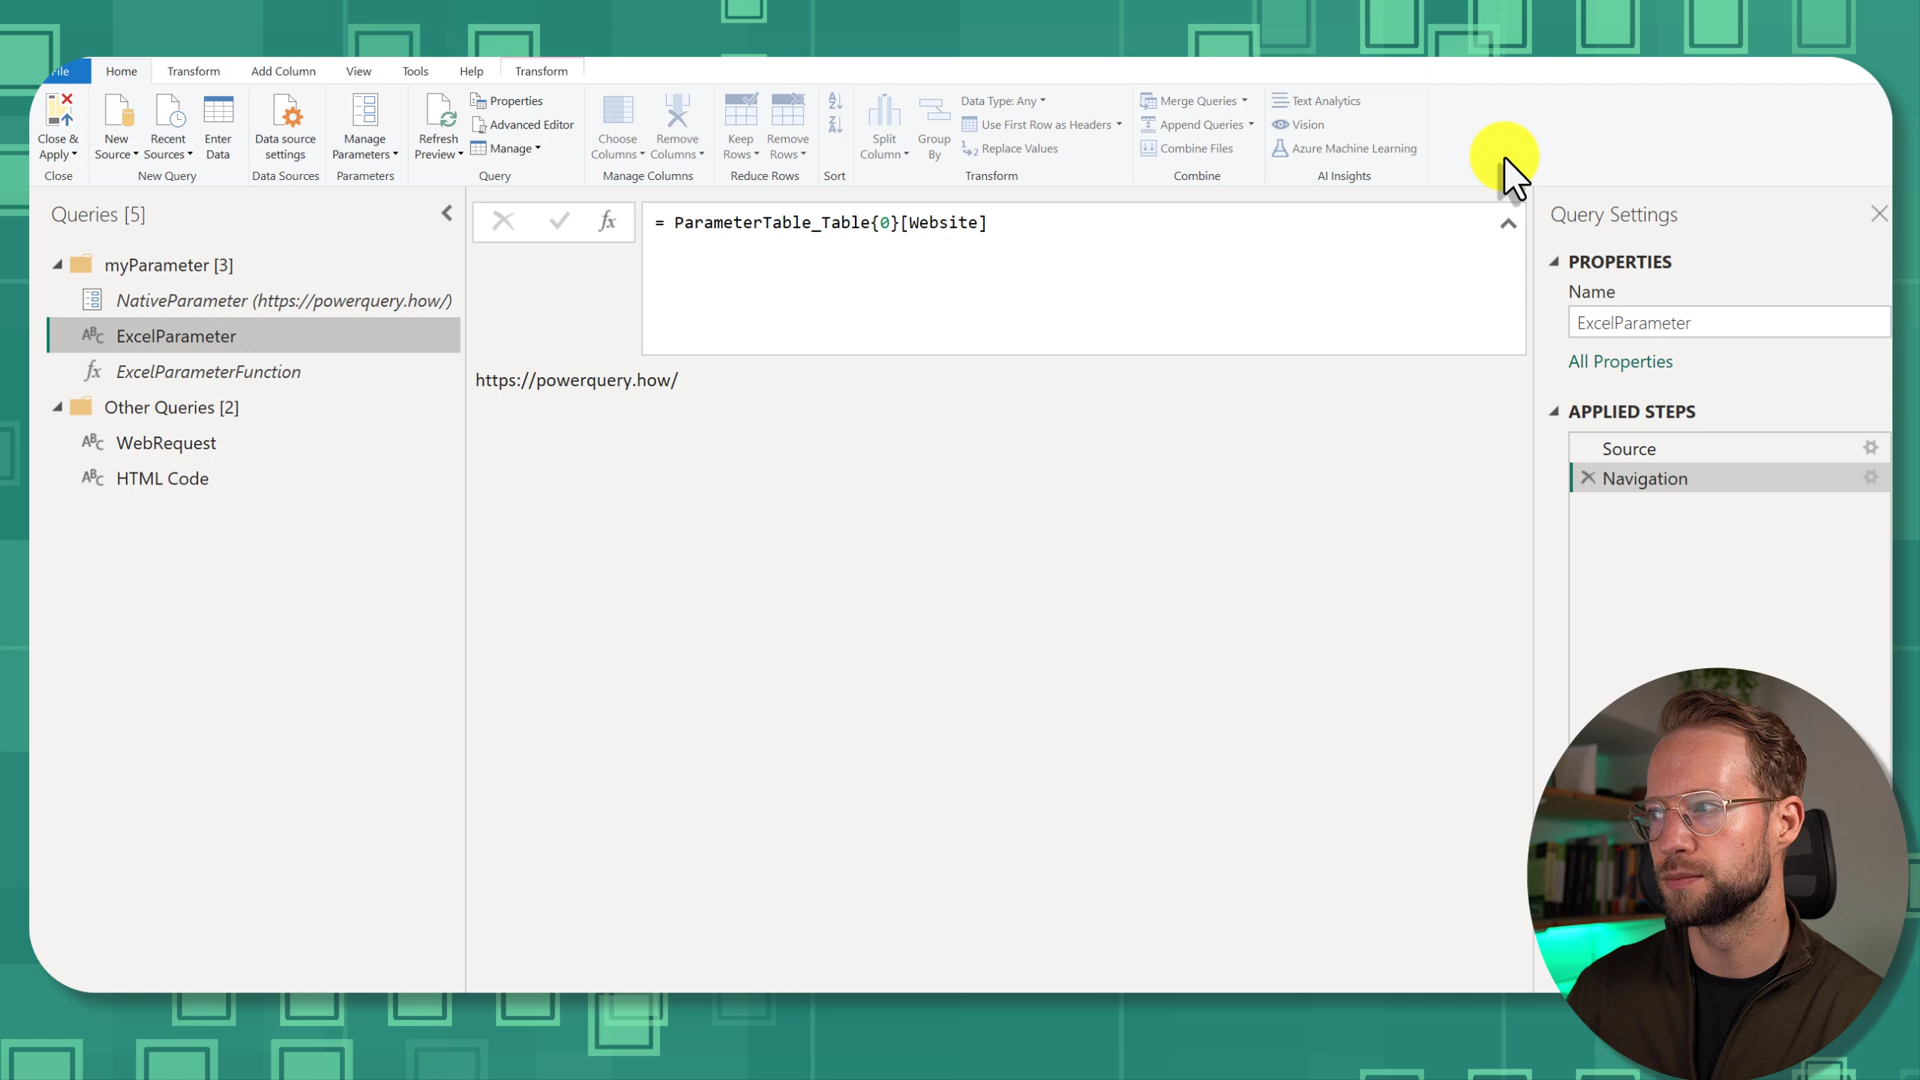 File
Home
Transform
Add Column
View
Tools
Help
Transform
Close &
Apply
Close
New
Source
Recent
Sources
Enter
Data
New Query
Data source
settings
Data Sources
Manage
Parameters
Parameters
Refresh
Preview
Properties
Advanced Editor
Manage
Query
Choose
Columns
Remove
Columns
Manage Columns
Keep
Rows
Remove
Rows
Reduce Rows
Sort
Split
Column
Group
By
Data Type: Any
Use First Row as Headers
Replace Values
Transform
Merge Queries
Append Queries
Combine Files
Combine
Text Analytics
Vision
Azure Machine Learning
AI Insights
Queries [5]
myParameter [3]
NativeParameter (https://powerquery.how/)
ExcelParameter
ExcelParameterFunction
Other Queries [2]
WebRequest
HTML Code
= ParameterTable_Table{0}[Website]
https://powerquery.how/
Query Settings
PROPERTIES
Name
ExcelParameter
All Properties
APPLIED STEPS
Source
Navigation